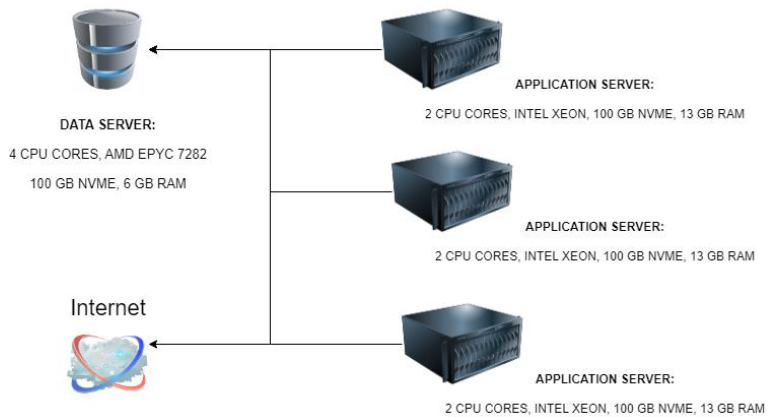 DATA SERVER:
4 CPU CORES, AMD EPYC 7282
100 GB NVME, 6 GB RAM
APPLICATION SERVER:
2 CPU CORES, INTEL XEON, 100 GB NVME, 13 GB RAM
APPLICATION SERVER:
2 CPU CORES, INTEL XEON, 100 GB NVME, 13 GB RAM
Internet
APPLICATION SERVER:
2 CPU CORES, INTEL XEON, 100 GB NVME, 13 GB RAM